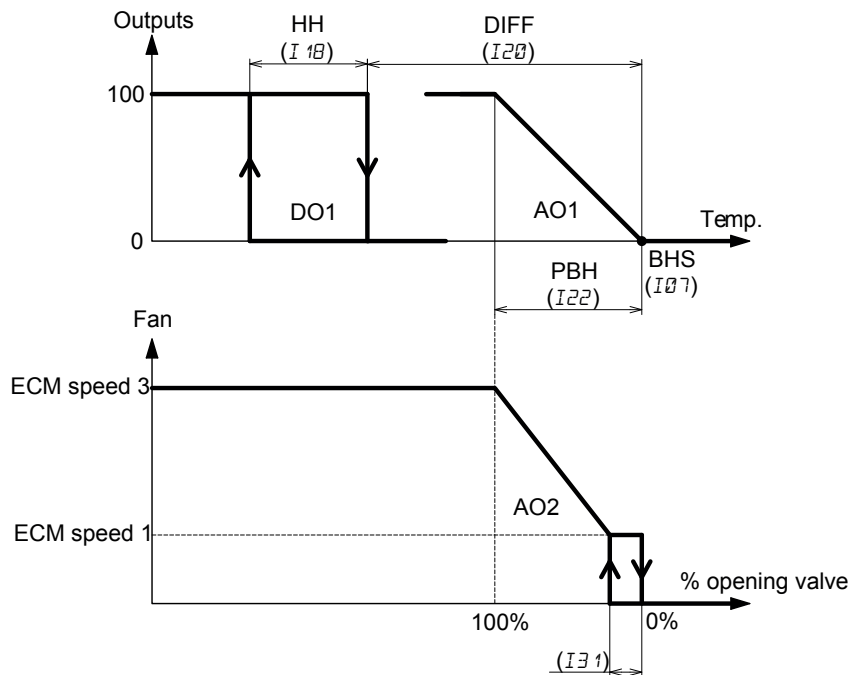 Outputs
HH
(I18)
DIFF
(I20)
100
DO1
AO1
Temp.
0
PBH
(I22)
BHS
(I07)
Fan
ECM speed 3
AO2
ECM speed 1
% opening valve
100%
0%
(I31)